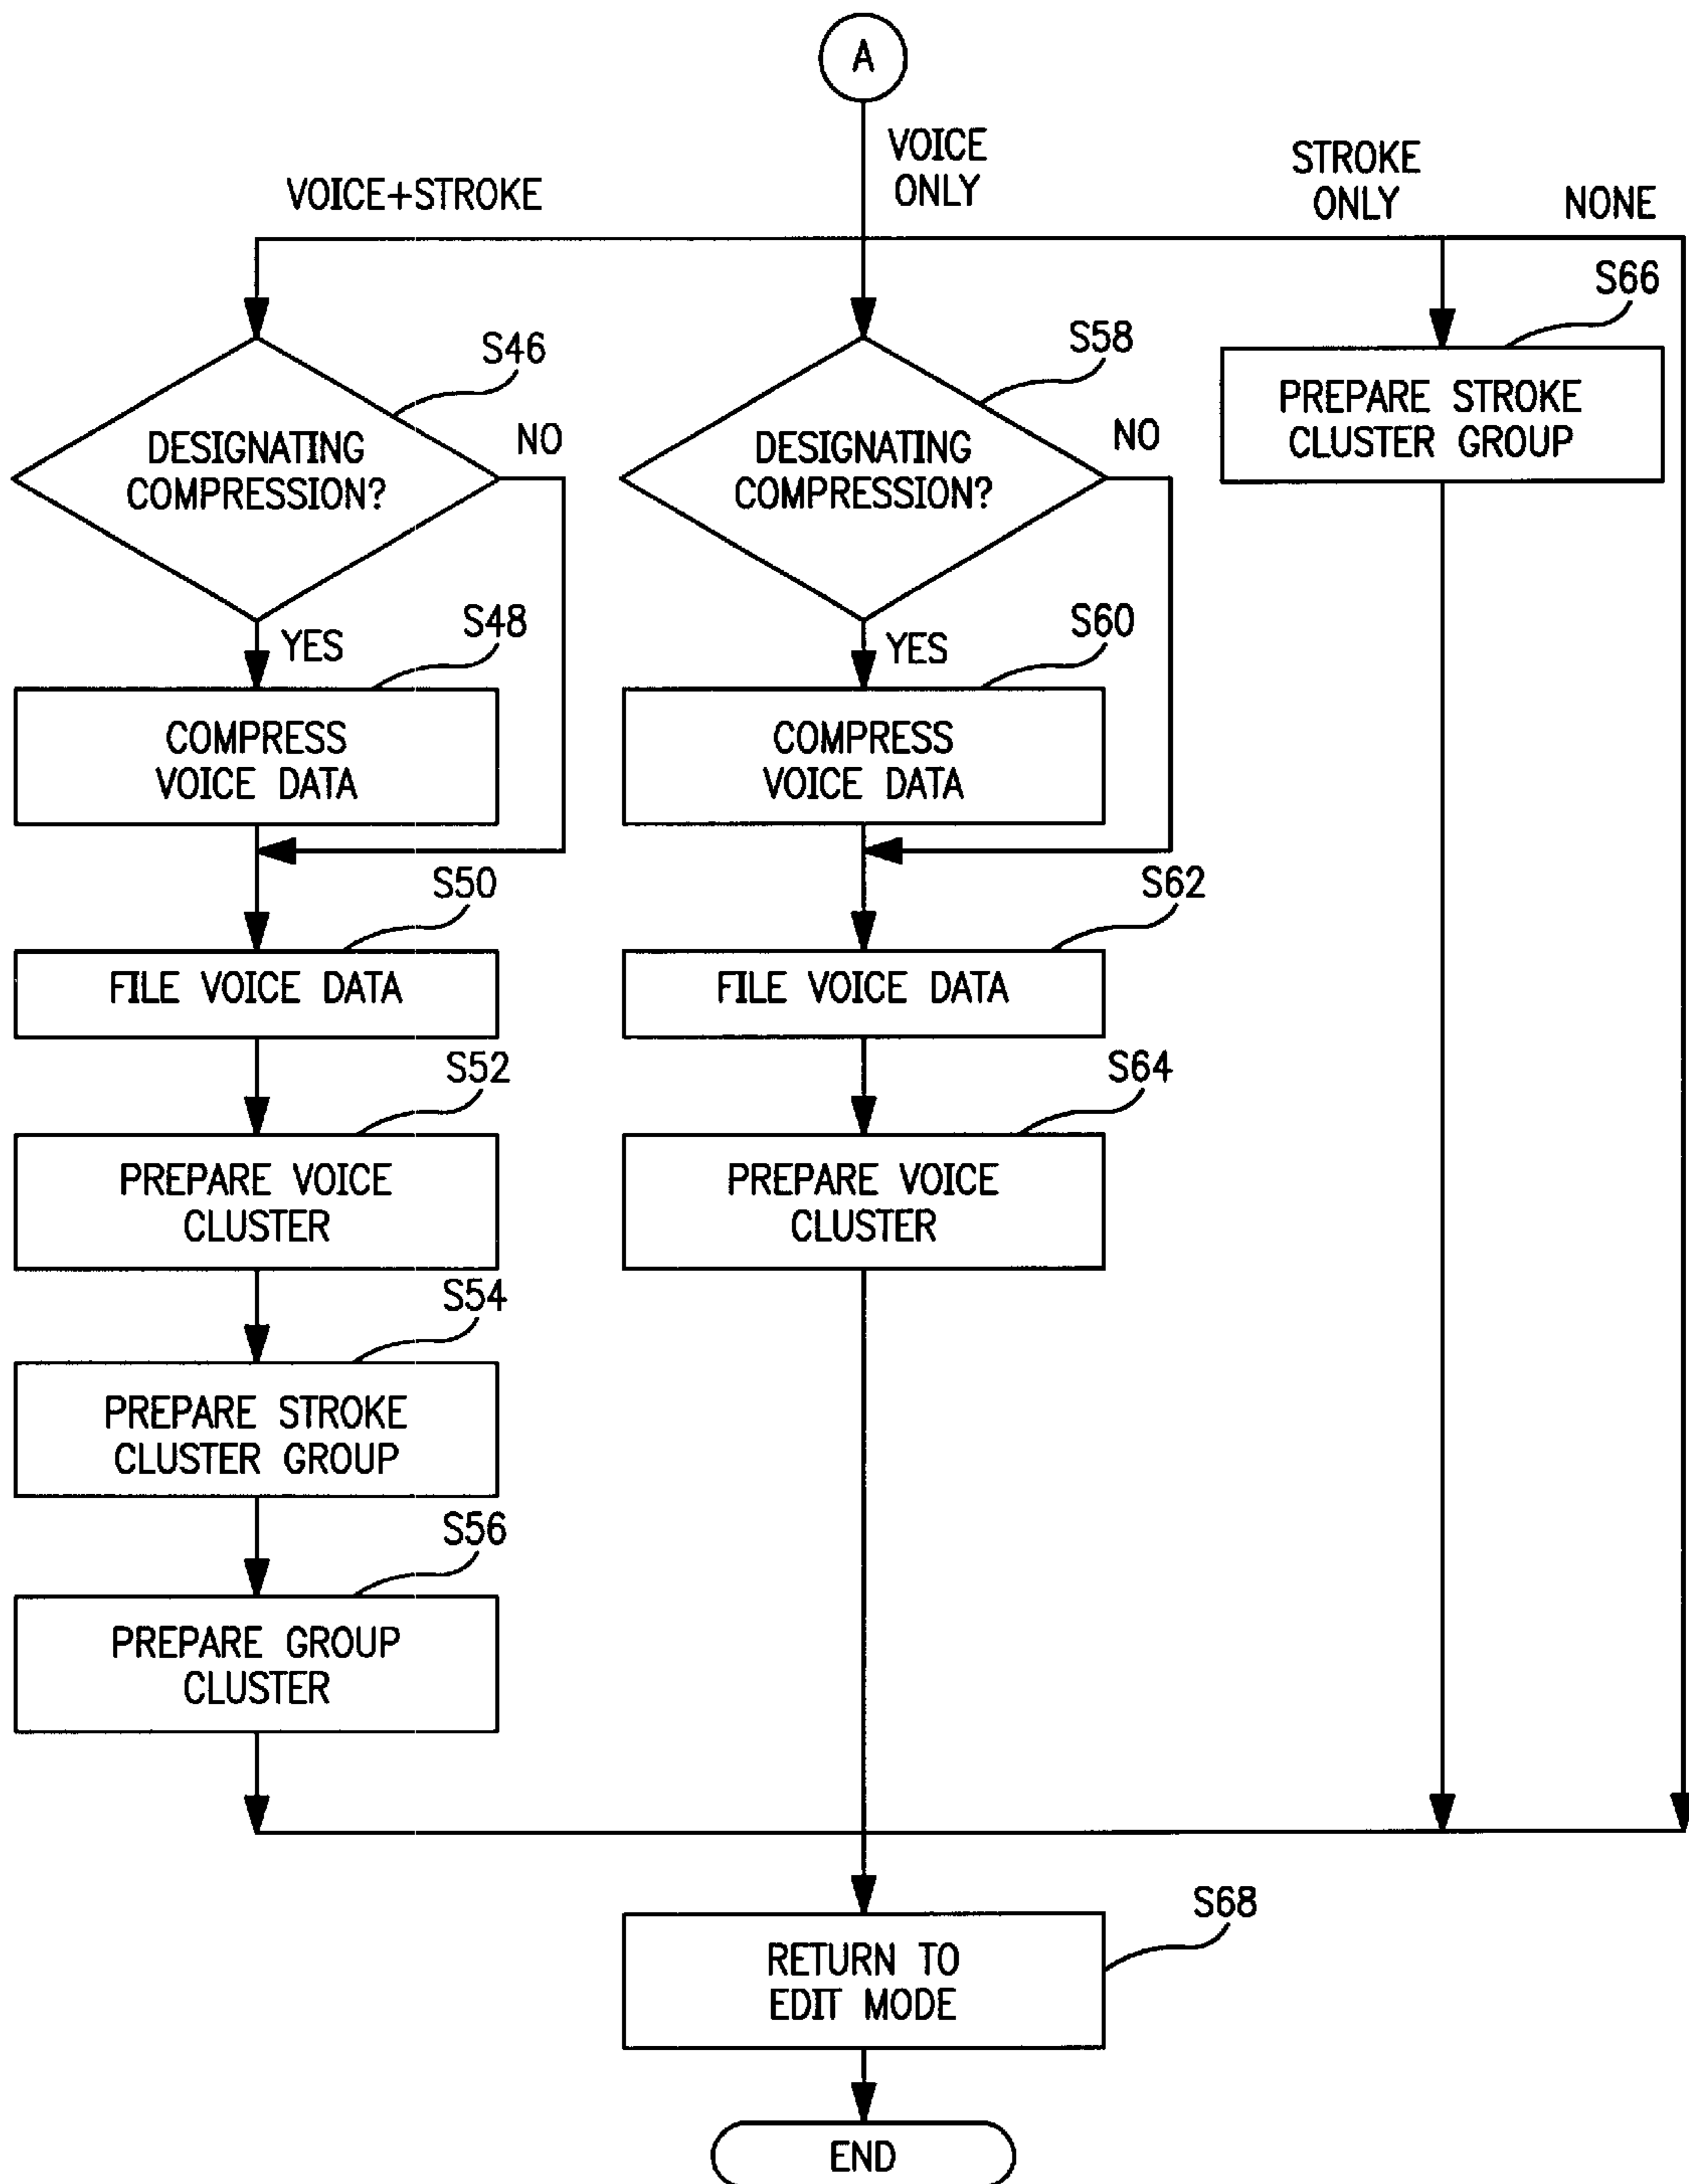 A
VOICE
ONLY
VOICE+STROKE
STROKE
ONLY
NONE
S46
DESIGNATING
COMPRESSION?
NO
YES
S48
COMPRESS
VOICE DATA
S50
FILE VOICE DATA
S52
PREPARE VOICE
CLUSTER
S54
PREPARE STROKE
CLUSTER GROUP
S56
PREPARE GROUP
CLUSTER
S58
DESIGNATING
COMPRESSION?
NO
YES
S60
COMPRESS
VOICE DATA
S62
FILE VOICE DATA
S64
PREPARE VOICE
CLUSTER
S66
PREPARE STROKE
CLUSTER GROUP
S68
RETURN TO
EDIT MODE
END